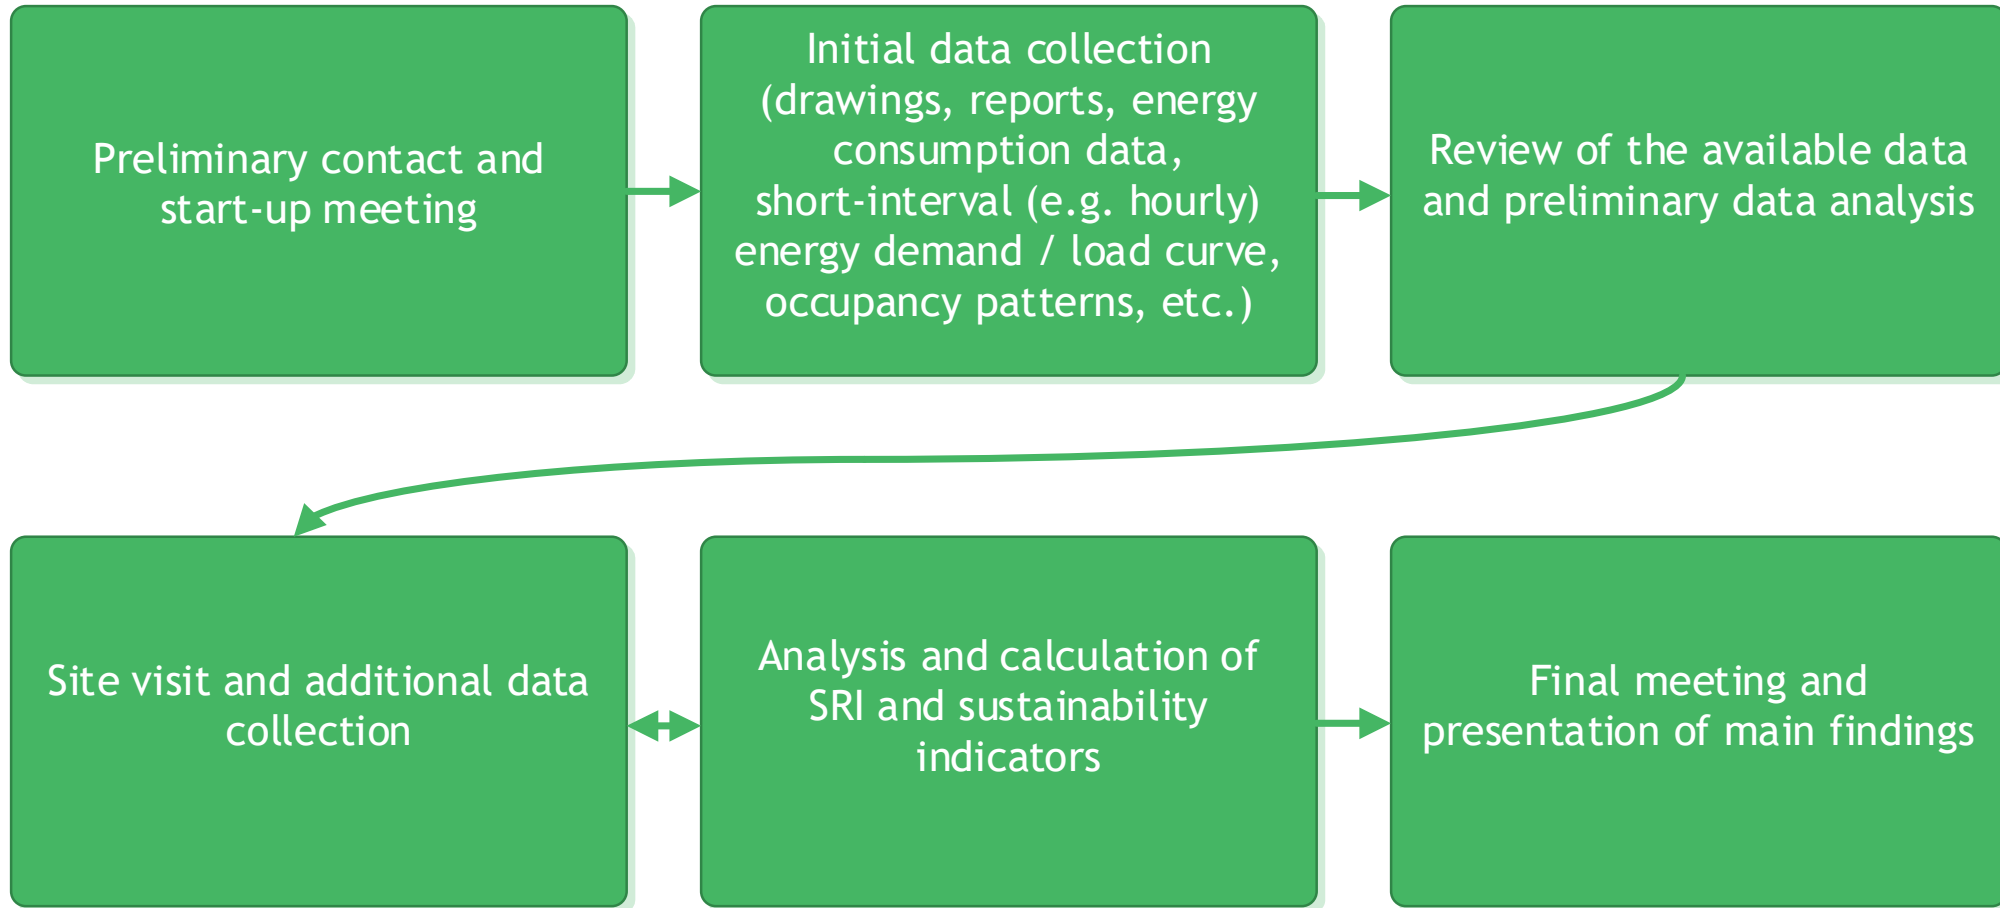 Preliminary contact and
start-up meeting
Initial data collection
(drawings, reports, energy
consumption data,
short-interval (e.g. hourly)
energy demand / load curve,
occupancy patterns, etc.)
Review of the available data
and preliminary data analysis
Site visit and additional data
collection
Analysis and calculation of
SRI and sustainability
indicators
Final meeting and
presentation of main findings